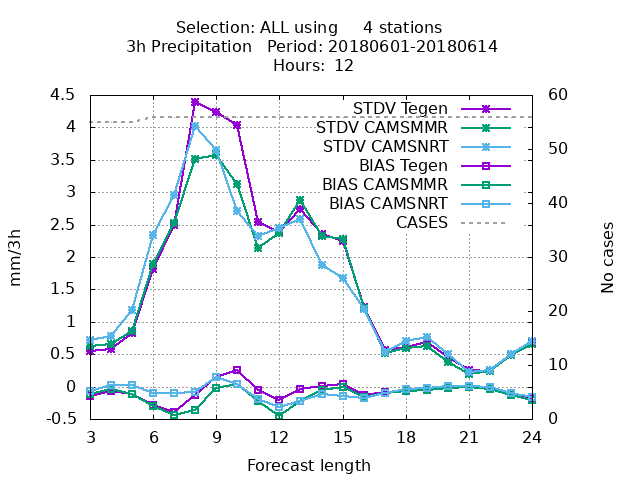 Selection: ALL using 4 stations
3h Precipitation Period: 20180601-20180614
Hours: 12
4.5 60
STDV Tegen
4
STDV CAMSMMR
STDV CAMSNRT
3.5 50
BIAS Tegen
3
BIAS CAMSMMR
BIAS CAMSNRT 40
2.5
CASES
mm/3h
No cases
2 30
1.5
20
1
0.5 10
0
-0.5 0
3 6 9 12 15 18 21 24
Forecast length